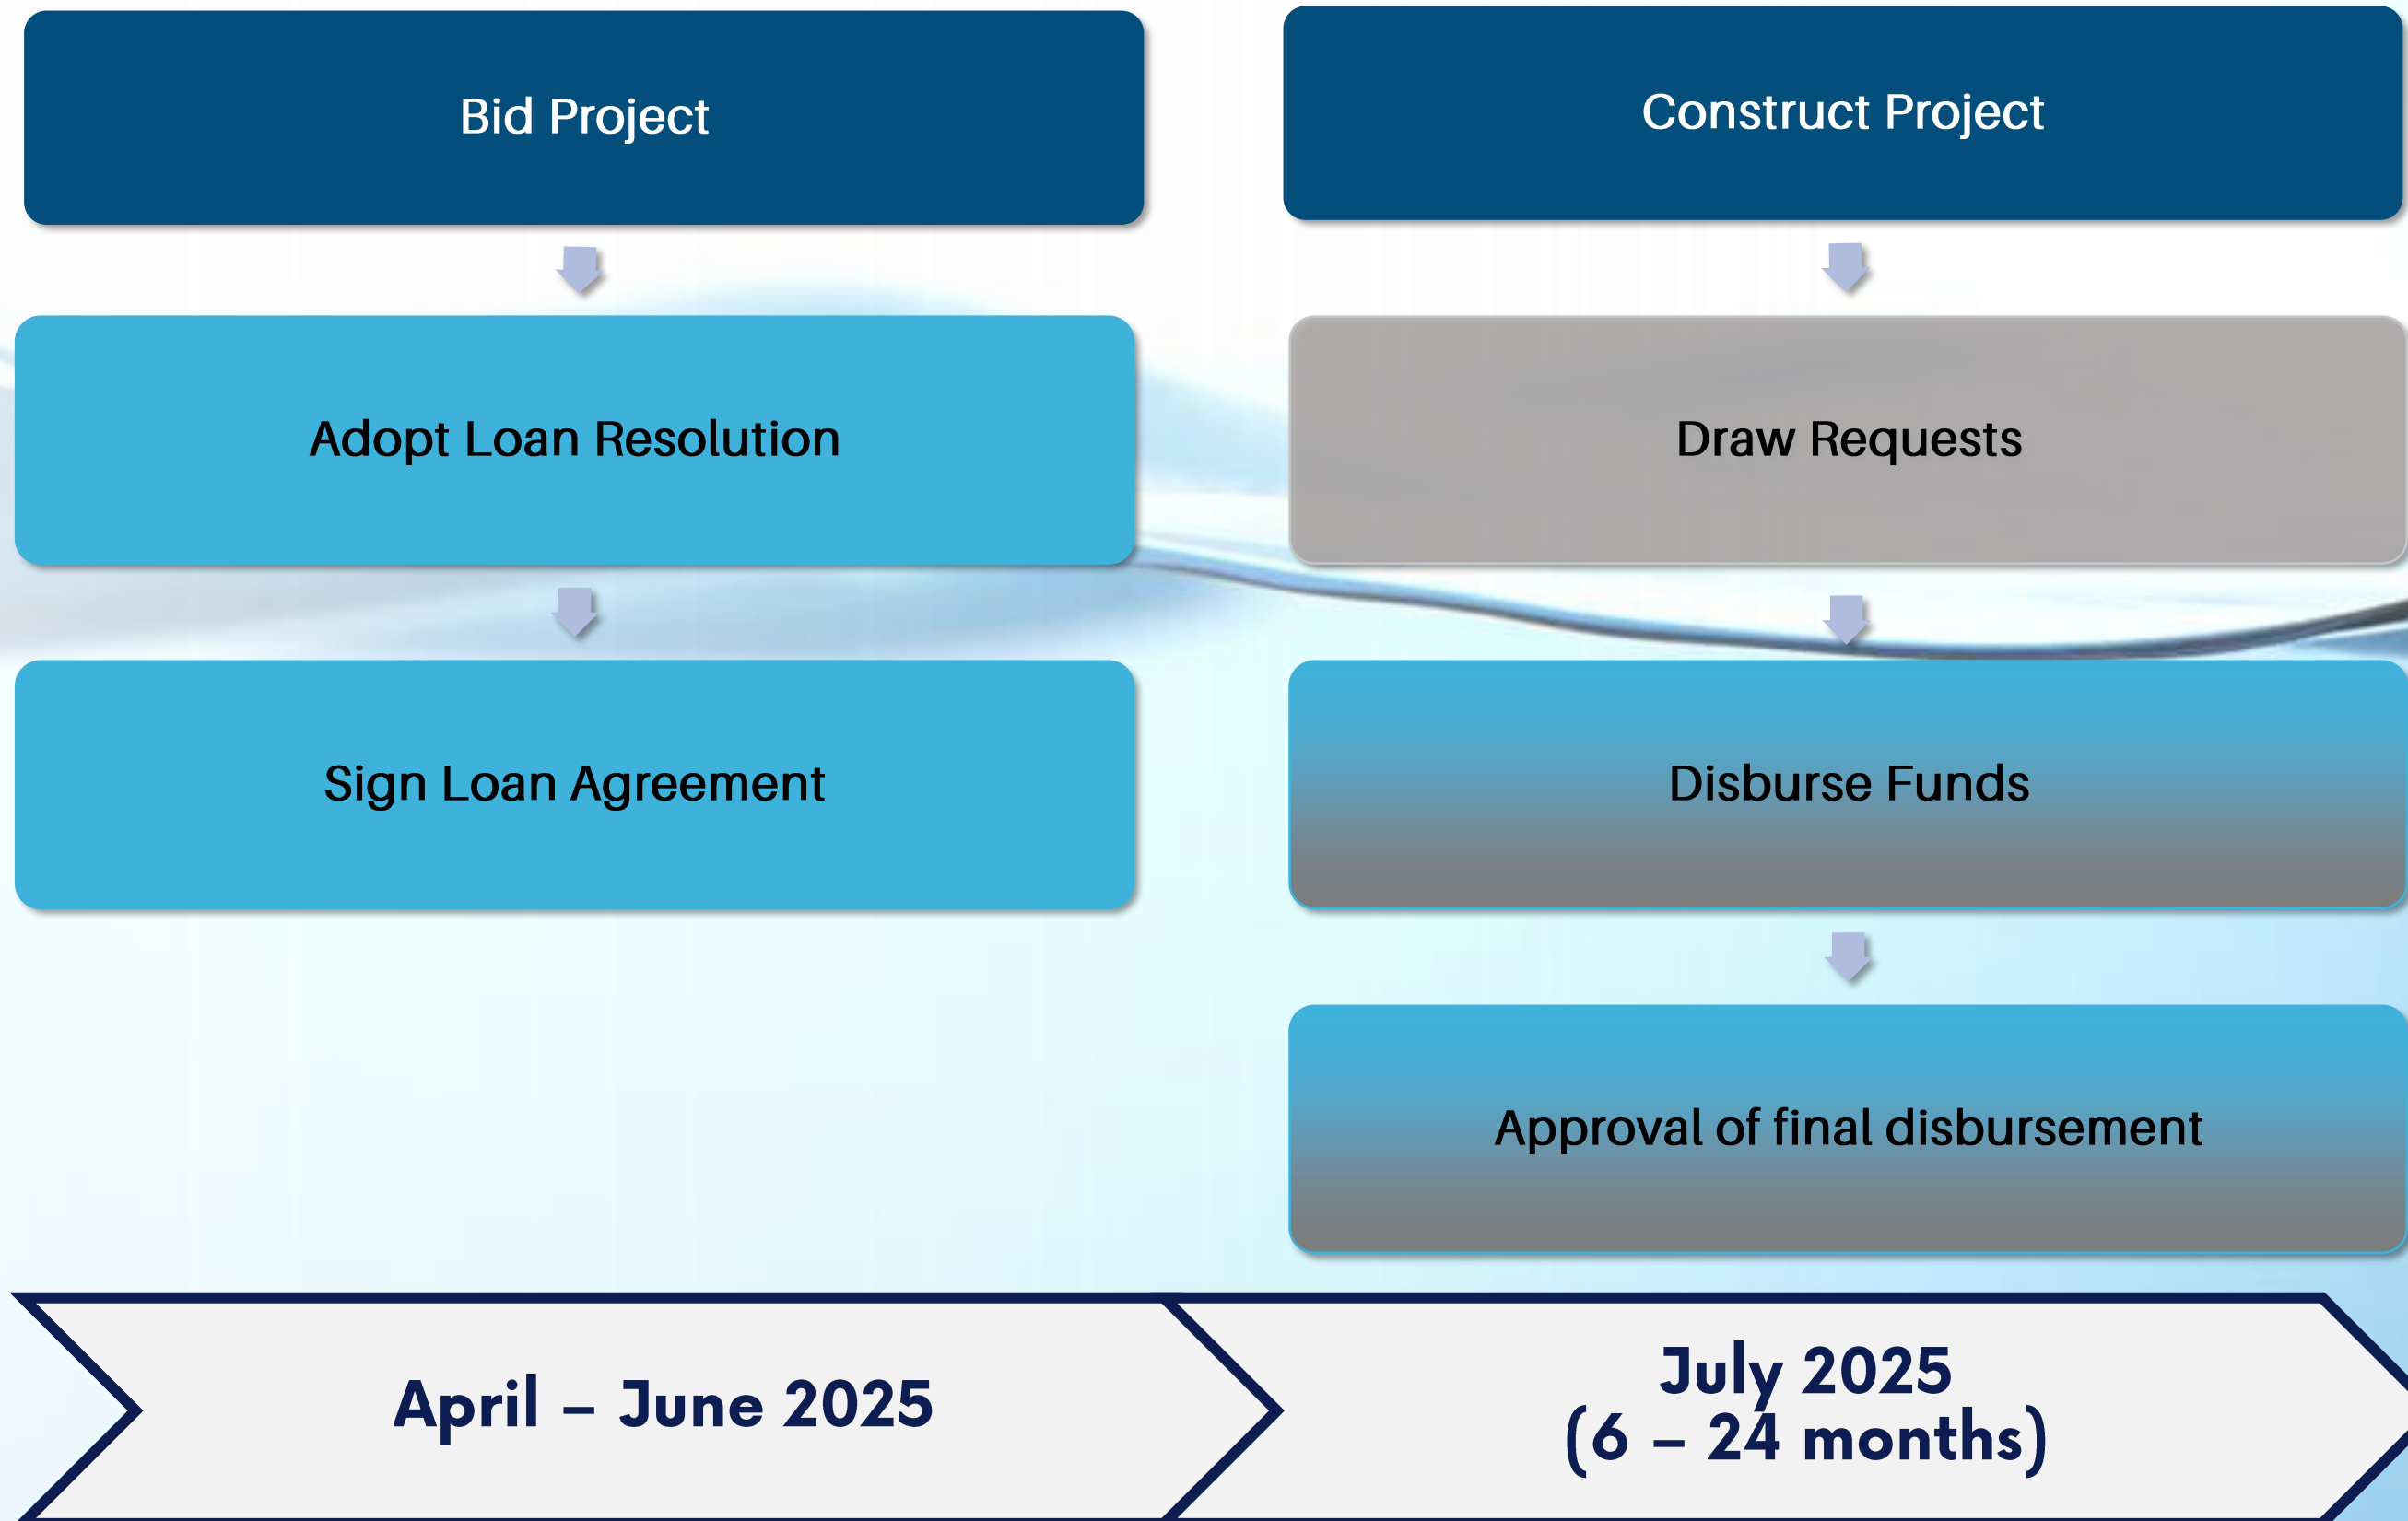 Bid Project
Adopt Loan Resolution
Sign Loan Agreement
Construct Project
Draw Requests
Disburse Funds
Approval of final disbursement
April – June 2025
July 2025
(6 – 24 months)